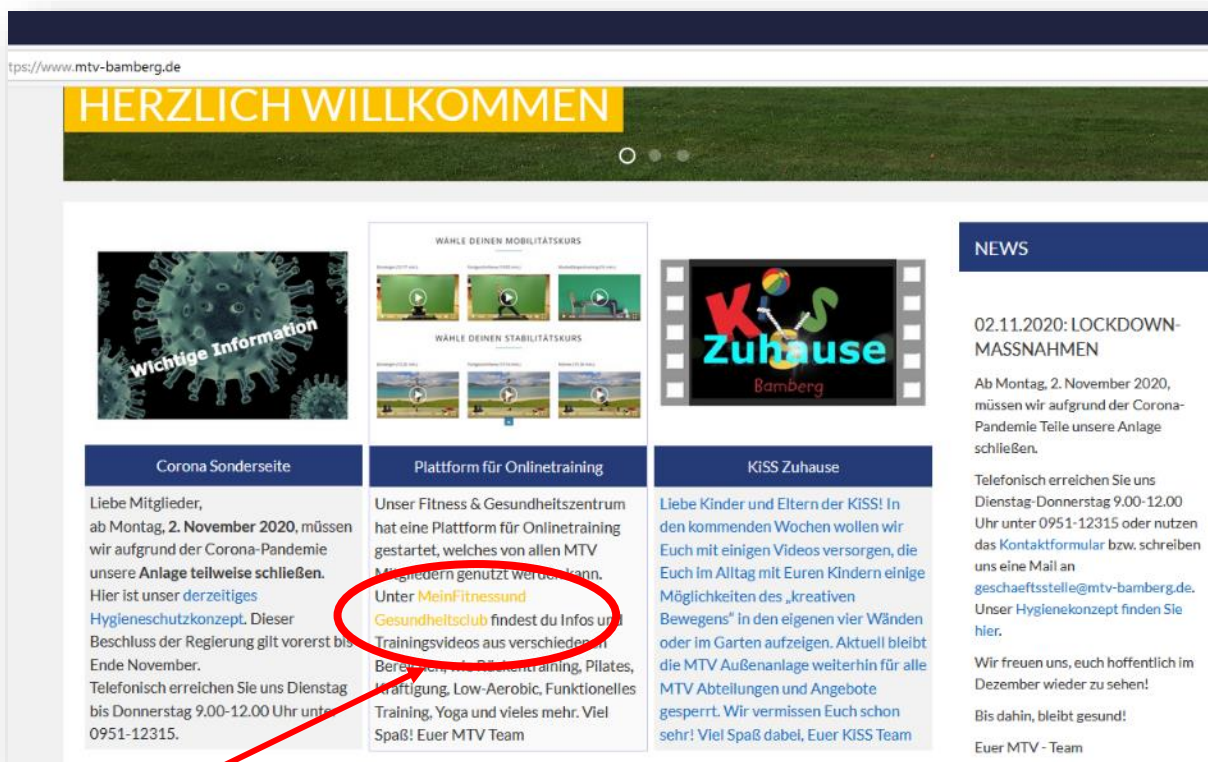 tps://www.mtv-bamberg.de
HERZLICH WILLKOMMEN
Wichtige Information
Corona Sonderseite
Liebe Mitglieder,
ab Montag, 2. November 2020, müssen
wir aufgrund der Corona-Pandemie
unsere Anlage teilweise schließen.
Hier ist unser derzeitiges
Hygieneschutzkonzept. Dieser
Beschluss der Regierung gilt vorerst bis
Ende November.
Telefonisch erreichen Sie uns Dienstag
bis Donnerstag 9.00-12.00 Uhr unter
0951-12315.
WÄHLE DEINEN MOBILITÄTSKURS
WÄHLE DEINEN STABILITÄTSKURS
Plattform für Onlinetraining
Unser Fitness & Gesundheitszentrum
hat eine Plattform für Onlinetraining
gestartet, welches von allen MTV
Mitgliedern genutzt werden kann.
Unter MeinFitnessund
Gesundheitsclub findest du Infos und
Trainingsvideos aus verschiedenen
Bereichen, wie Rückentraining, Pilates,
Kräftigung, Low-Aerobic, Funktionelles
Training, Yoga und vieles mehr. Viel
Spaß! Euer MTV Team
KiSS
Zuhause
Bamberg
KiSS Zuhause
Liebe Kinder und Eltern der KiSS! In
den kommenden Wochen wollen wir
Euch mit einigen Videos versorgen, die
Euch im Alltag mit Euren Kindern einige
Möglichkeiten des „kreativen
Bewegens“ in den eigenen vier Wänden
oder im Garten aufzeigen. Aktuell bleibt
die MTV Außenanlage weiterhin für alle
MTV Abteilungen und Angebote
gesperrt. Wir vermissen Euch schon
sehr! Viel Spaß dabei, Euer KiSS Team
NEWS
02.11.2020: LOCKDOWN-
MASSNAHMEN
Ab Montag, 2. November 2020,
müssen wir aufgrund der Corona-
Pandemie Teile unsere Anlage
schließen.
Telefonisch erreichen Sie uns
Dienstag-Donnerstag 9.00-12.00
Uhr unter 0951-12315 oder nutzen
das Kontaktformular bzw. schreiben
uns eine Mail an
geschaeftsstelle@mtv-bamberg.de.
Unser Hygienekonzept finden Sie
hier.
Wir freuen uns, euch hoffentlich im
Dezember wieder zu sehen!
Bis dahin, bleibt gesund!
Euer MTV - Team